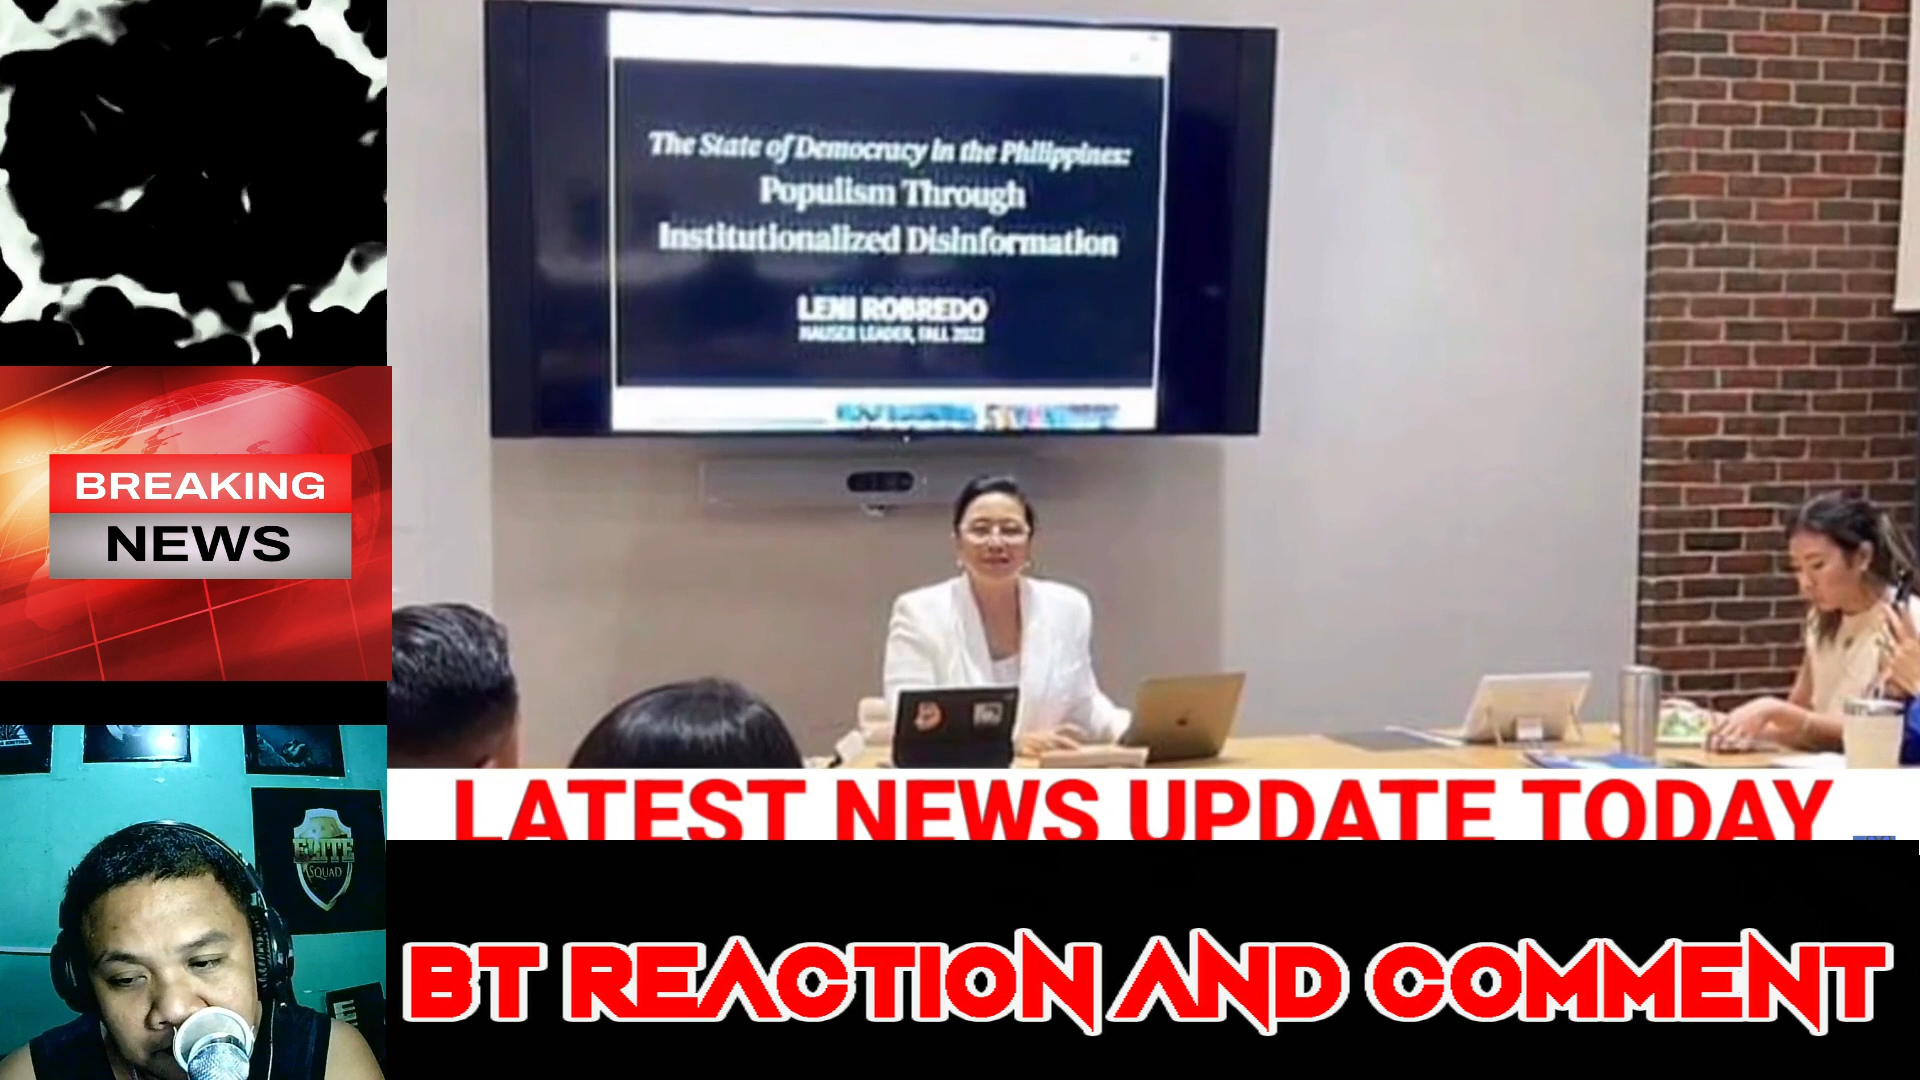 The State of Democracy in the Philippines:
Populism Through
Institutionalized Disinformation
LENI ROBREDO
HAUSER LEADER, FALL 2022
BREAKING
NEWS
ELITE
SQUAD
LATEST NEWS UPDATE TODAY
BT REACTION AND COMMENT